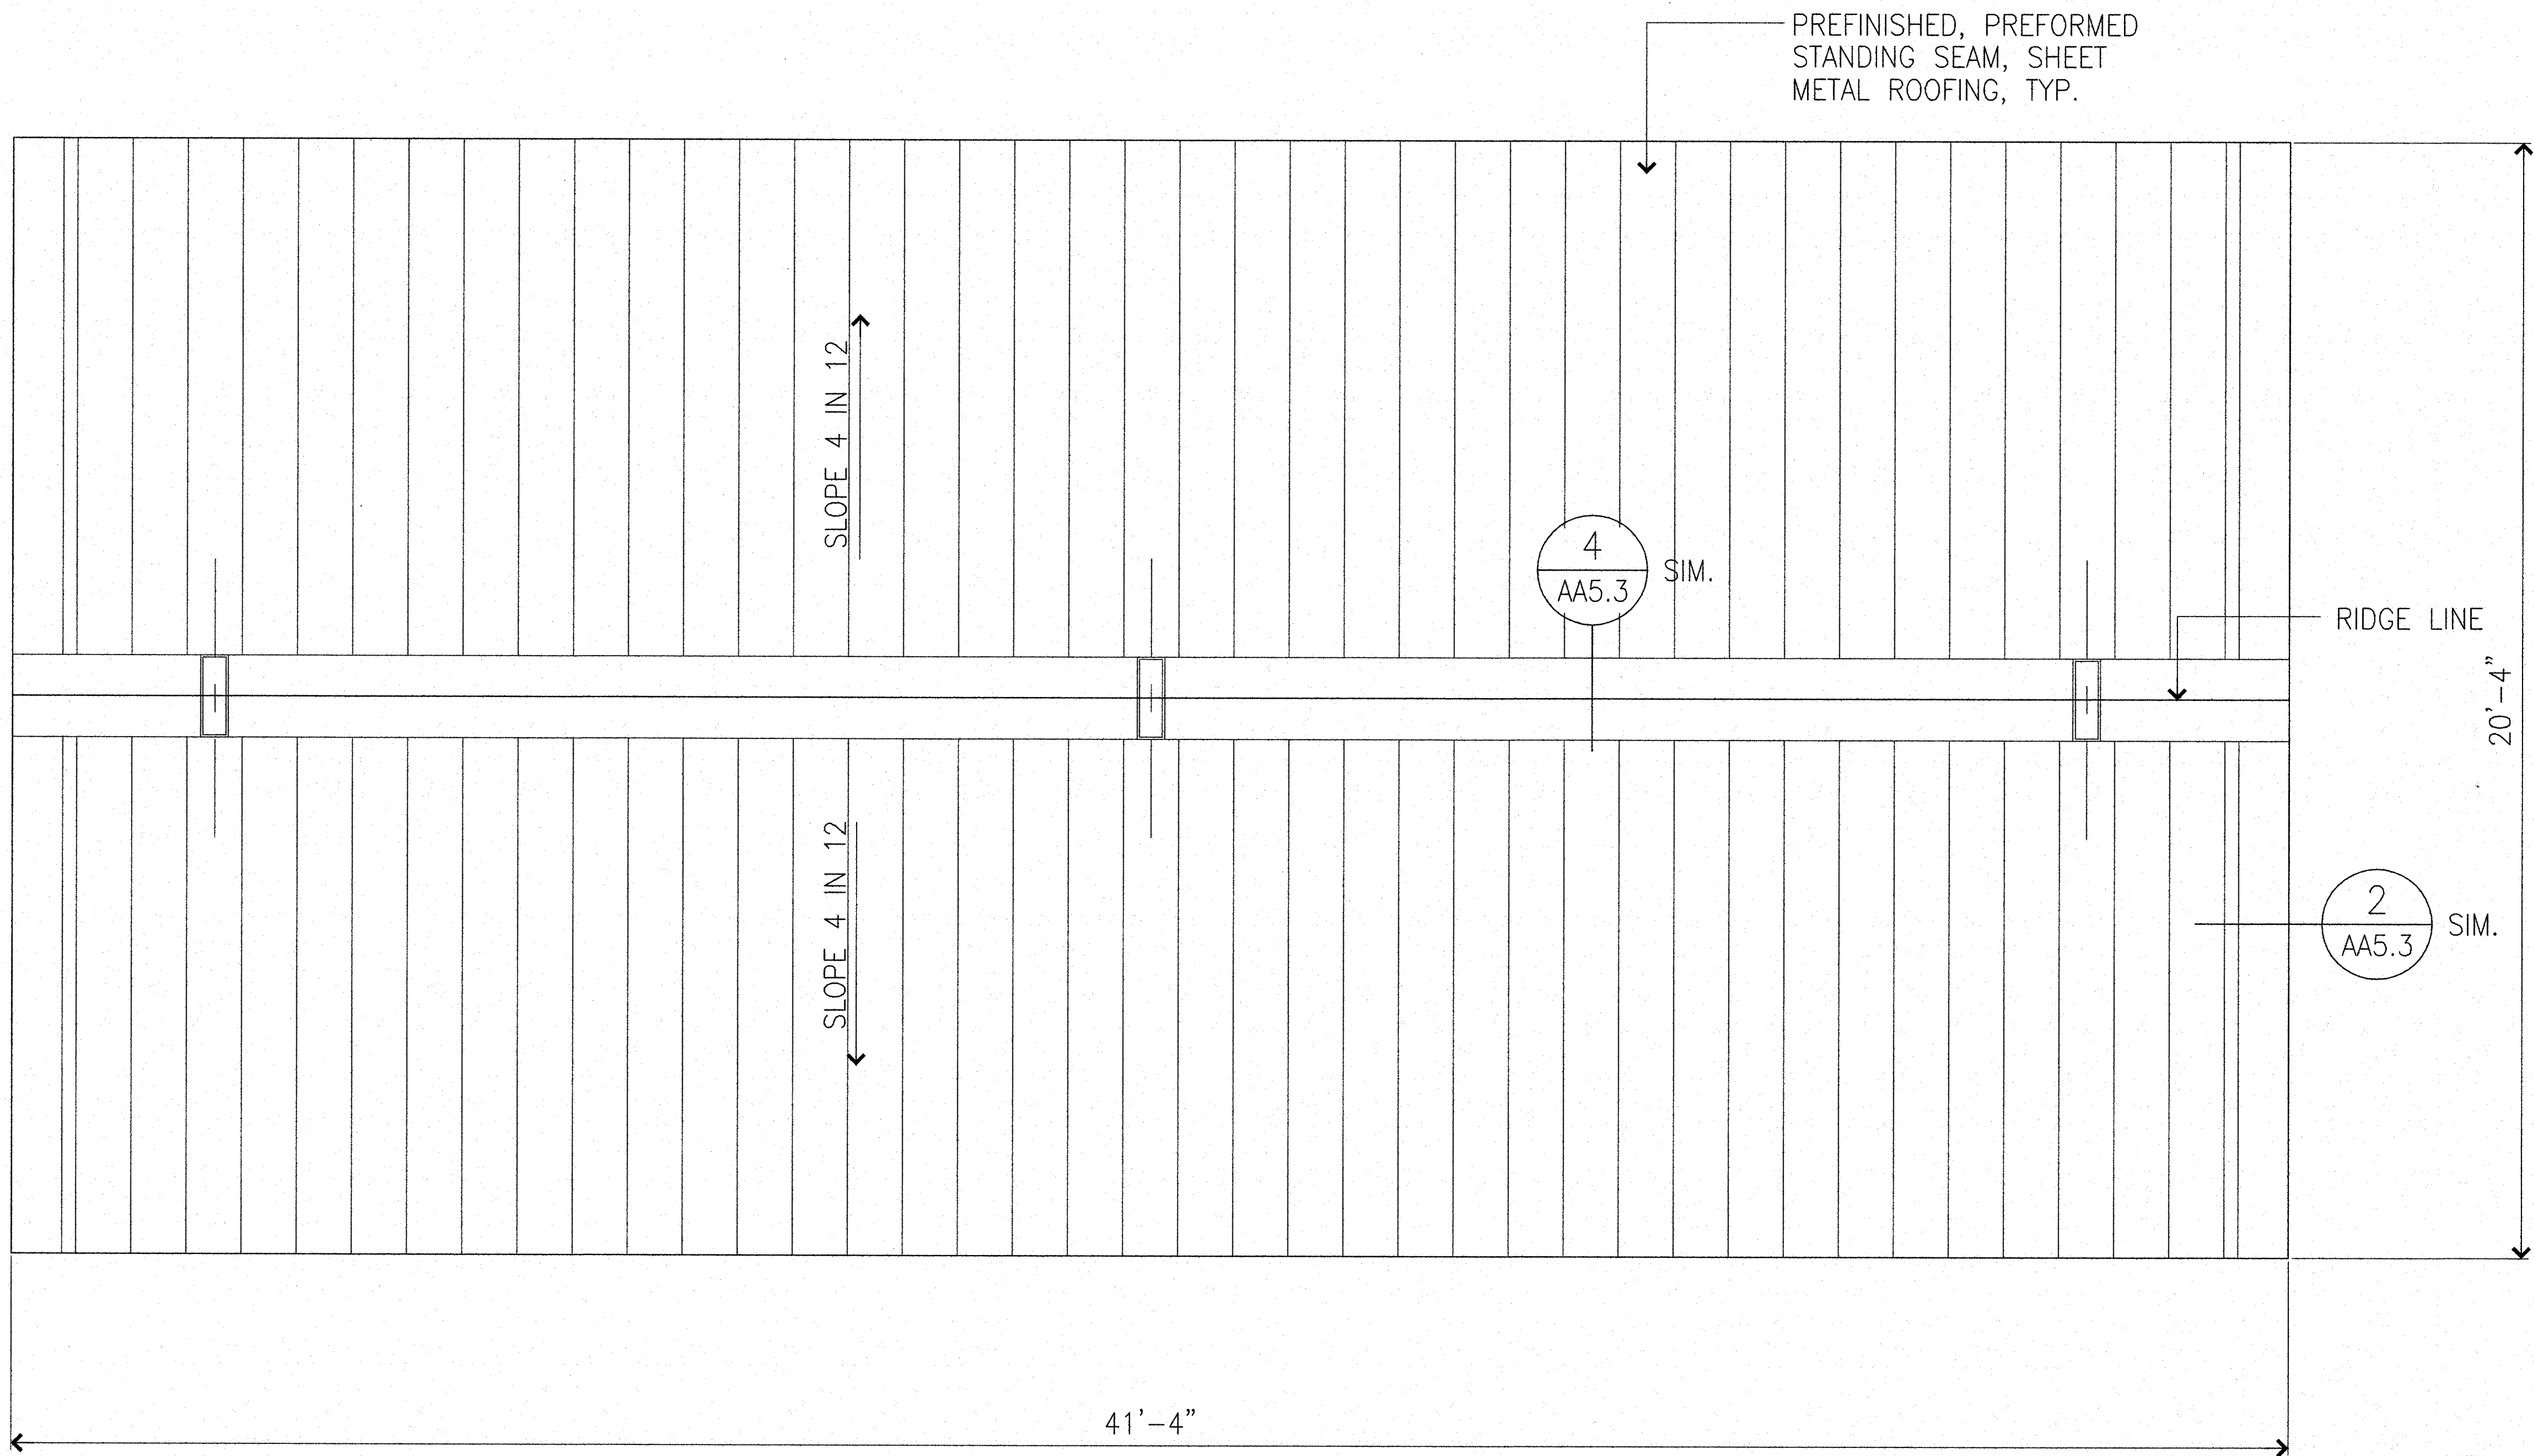 PREFINISHED, PREFORMED
STANDING SEAM, SHEET
METAL ROOFING, TYP.
SLOPE 4 IN 12
4
AA5.3
SIM.
RIDGE LINE
20'-4"
SLOPE 4 IN 12
2
AA5.3
SIM.
41'-4"